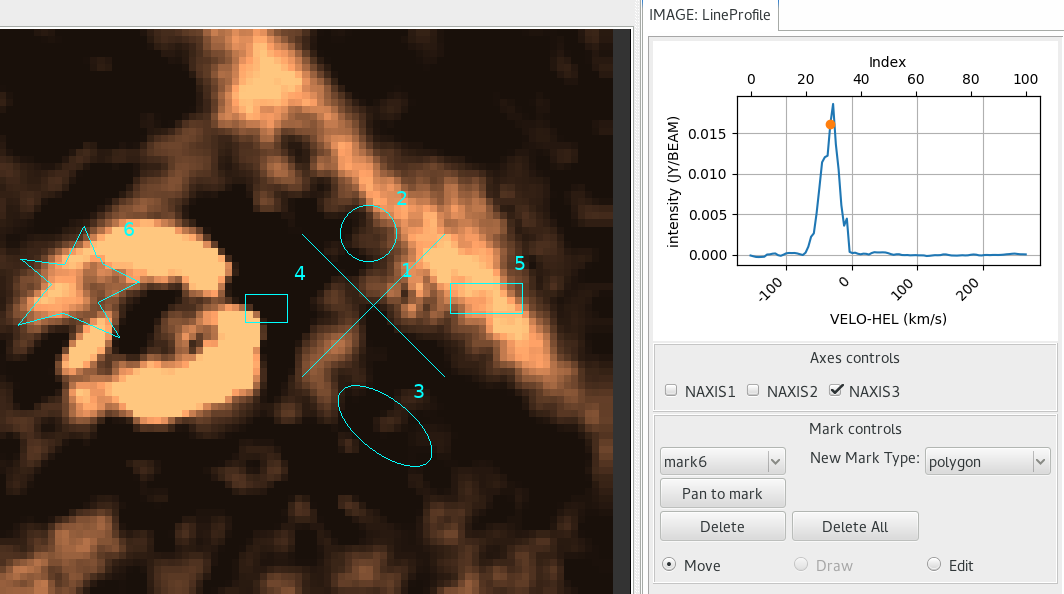 IMAGE: LineProfile
Index
0 20 40 60 80 100
intensity (JY/BEAM)
0.015
0.010
0.005
0.000
-100 0 100 200
VELO-HEL (km/s)
6
2
1
4
5
3
Axes controls
NAXIS1 NAXIS2 NAXIS3
Mark controls
mark6 New Mark Type: polygon
Pan to mark
Delete Delete All
Move Draw Edit